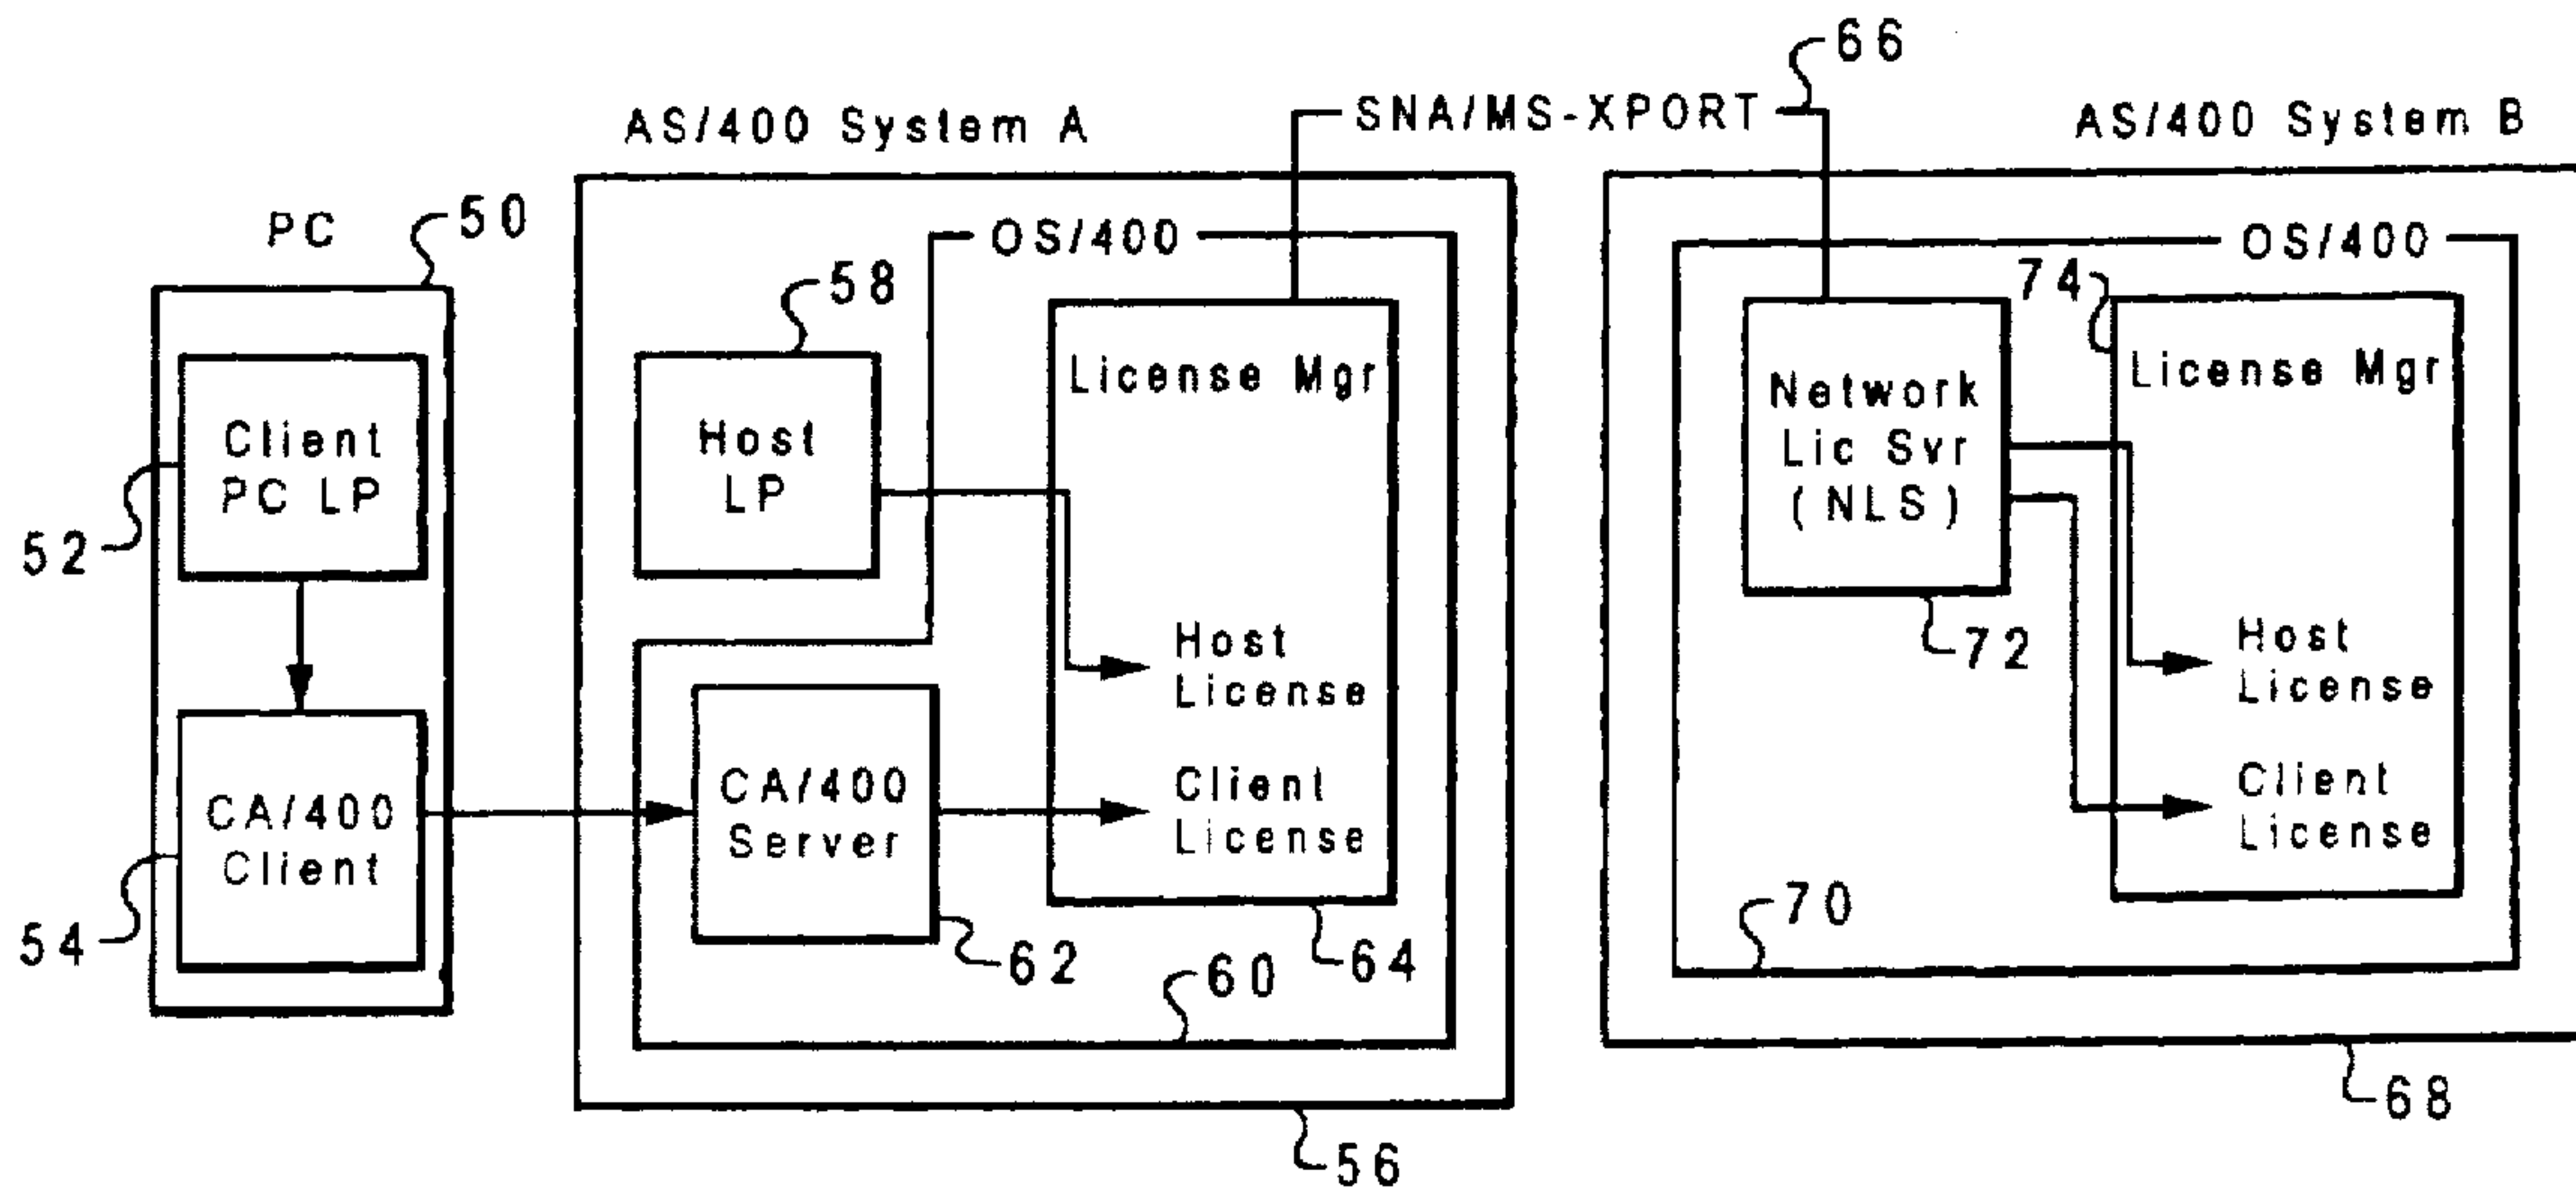 66
SNA/MS-XPORT
AS/400 System A
AS/400 System B
PC
50
OS/400
OS/400
58
74
License Mgr
License Mgr
Client
PC LP
Host
LP
Network
Lic Svr
(NLS)
52
Host
License
72
Host
License
CA/400
Client
CA/400
Server
Client
License
Client
License
54
62
60
64
70
68
56